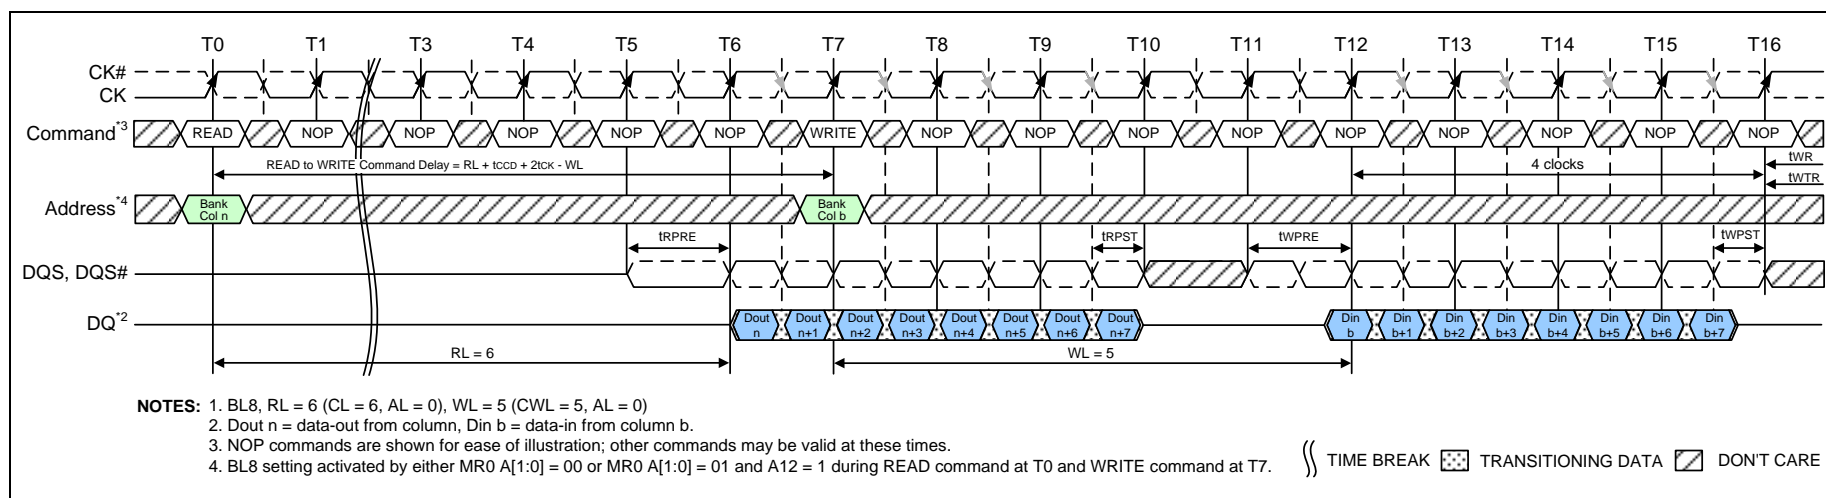 T0 T1 T3 T4 T5 T6 T7 T8 T9 T10 T11 T12 T13 T14 T15 T16
CK#
CK
Command*3 READ NOP NOP NOP NOP NOP WRITE NOP NOP NOP NOP NOP NOP NOP NOP NOP
READ to WRITE Command Delay = RL + tCCD + 2tCK - WL
4 clocks
tWR
tWTR
Address*4
Bank Col n
Bank Col b
tRPRE tRPST tWPRE tWPST
DQS, DQS#
DQ*2
Dout n Dout n+1 Dout n+2 Dout n+3 Dout n+4 Dout n+5 Dout n+6 Dout n+7
Din b Din b+1 Din b+2 Din b+3 Din b+4 Din b+5 Din b+6 Din b+7
RL = 6 WL = 5
NOTES: 1. BL8, RL = 6 (CL = 6, AL = 0), WL = 5 (CWL = 5, AL = 0)
2. Dout n = data-out from column, Din b = data-in from column b.
3. NOP commands are shown for ease of illustration; other commands may be valid at these times.
4. BL8 setting activated by either MR0 A[1:0] = 00 or MR0 A[1:0] = 01 and A12 = 1 during READ command at T0 and WRITE command at T7.
TIME BREAK TRANSITIONING DATA DON'T CARE